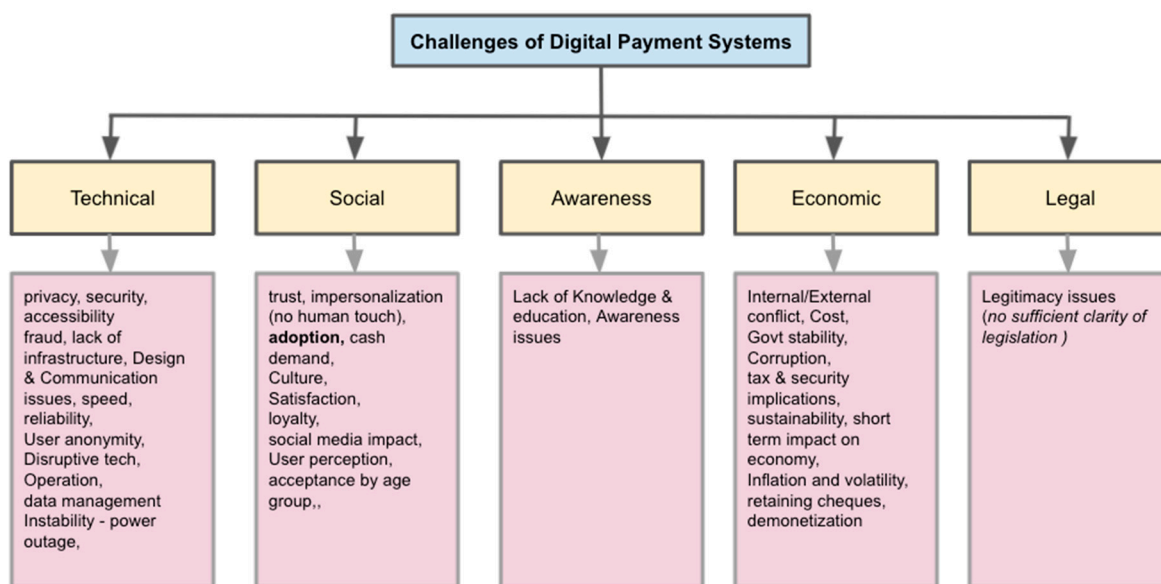 Challenges of Digital Payment Systems
Technical
Social
Awareness
Economic
Legal
privacy, security,
accessibility
fraud, lack of
infrastructure, Design
& Communication
issues, speed,
reliability,
User anonymity,
Disruptive tech,
Operation,
data management
Instability - power
outage,
trust, impersonalization
(no human touch),
adoption, cash
demand,
Culture,
Satisfaction,
loyalty,
social media impact,
User perception,
acceptance by age
group,,
Lack of Knowledge &
education, Awareness
issues
Internal/External
conflict, Cost,
Govt stability,
Corruption,
tax & security
implications,
sustainability, short
term impact on
economy,
Inflation and volatility,
retaining cheques,
demonetization
Legitimacy issues
(no sufficient clarity of
legislation )